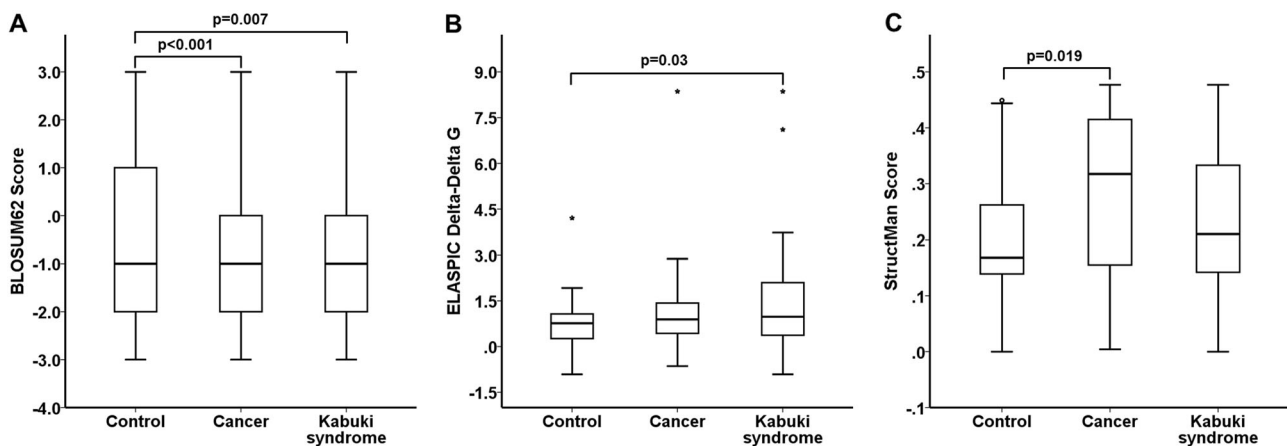 A
p=0.007
p<0.001
BLOSUM62 Score
3.0
2.0
1.0
.0
-1.0
-2.0
-3.0
-4.0
Control
Cancer
Kabuki
syndrome
B
p=0.03
ELASPIC Delta-Delta G
9.0
7.5
6.0
4.5
3.0
1.5
.0
-1.5
*
*
*
*
Control
Cancer
Kabuki
syndrome
C
p=0.019
StructMan Score
.5
.4
.3
.2
.1
.0
-.1
Control
Cancer
Kabuki
syndrome